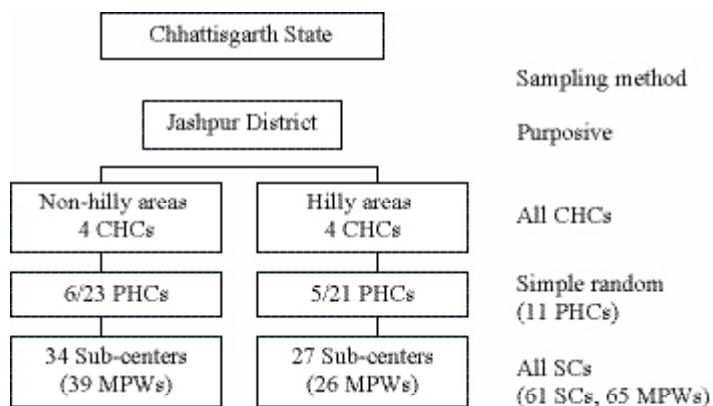 Chhattisgarth State
Sampling method
Jashpur District
Purposive
Non-hilly areas
4 CHCs
Hilly areas
4 CHCs
All CHCs
6/23 PHCs
5/21 PHCs
Simple random
(11 PHCs)
34 Sub-centers
(39 MPWs)
27 Sub-centers
(26 MPWs)
All SCs
(61 SCs, 65 MPWs)